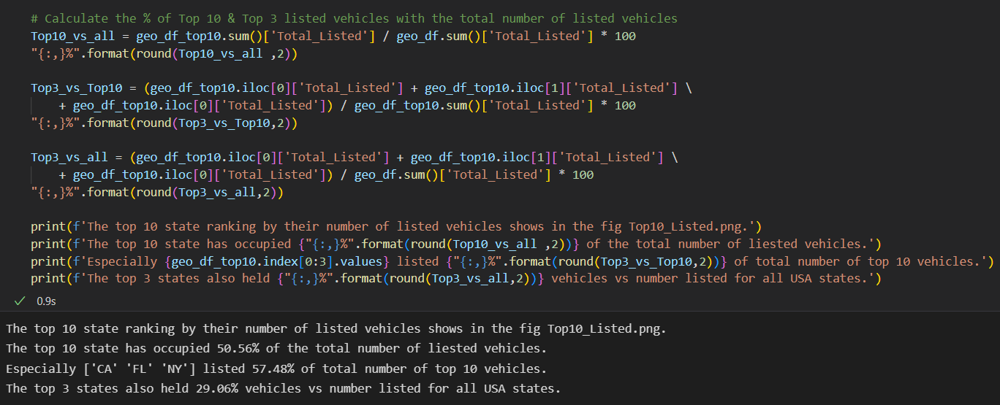 # Calculate the % of Top 10 & Top 3 listed vehicles with the total number of listed vehicles
Top10_vs_all = geo_df_top10.sum()['Total_Listed'] / geo_df.sum()['Total_Listed'] * 100
"{:,}%".format(round(Top10_vs_all ,2))
Top3_vs_Top10 = (geo_df_top10.iloc[0]['Total_Listed'] + geo_df_top10.iloc[1]['Total_Listed'] \
+ geo_df_top10.iloc[0]['Total_Listed']) / geo_df_top10.sum()['Total_Listed'] * 100
"{:,}%".format(round(Top3_vs_Top10,2))
Top3_vs_all = (geo_df_top10.iloc[0]['Total_Listed'] + geo_df_top10.iloc[1]['Total_Listed'] \
+ geo_df_top10.iloc[0]['Total_Listed']) / geo_df.sum()['Total_Listed'] * 100
"{:,}%".format(round(Top3_vs_all,2))
print(f'The top 10 state ranking by their number of listed vehicles shows in the fig Top10_Listed.png.')
print(f'The top 10 state has occupied {"{:,}%".format(round(Top10_vs_all ,2))} of the total number of liested vehicles.')
print(f'Especially {geo_df_top10.index[0:3].values} listed {"{:,}%".format(round(Top3_vs_Top10,2))} of total number of top 10 vehicles.')
print(f'The top 3 states also held {"{:,}%".format(round(Top3_vs_all,2))} vehicles vs number listed for all USA states.')
✓ 0.9s
The top 10 state ranking by their number of listed vehicles shows in the fig Top10_Listed.png.
The top 10 state has occupied 50.56% of the total number of liested vehicles.
Especially ['CA' 'FL' 'NY'] listed 57.48% of total number of top 10 vehicles.
The top 3 states also held 29.06% vehicles vs number listed for all USA states.